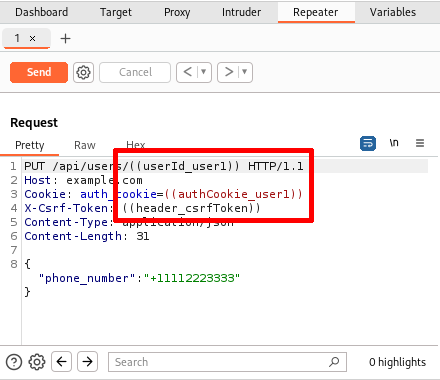 Dashboard Target Proxy Intruder Repeater Variables
1 × +
Send Cancel < >
Request
Pretty Raw Hex \n
1 PUT /api/users/((userId_user1)) HTTP/1.1
2 Host: example.com
3 Cookie: auth_cookie=((authCookie_user1))
4 X-Csrf-Token: ((header_csrfToken))
5 Content-Type: application/json
6 Content-Length: 31
7
8 {
"phone_number":"+11112223333"
}
Search 0 highlights